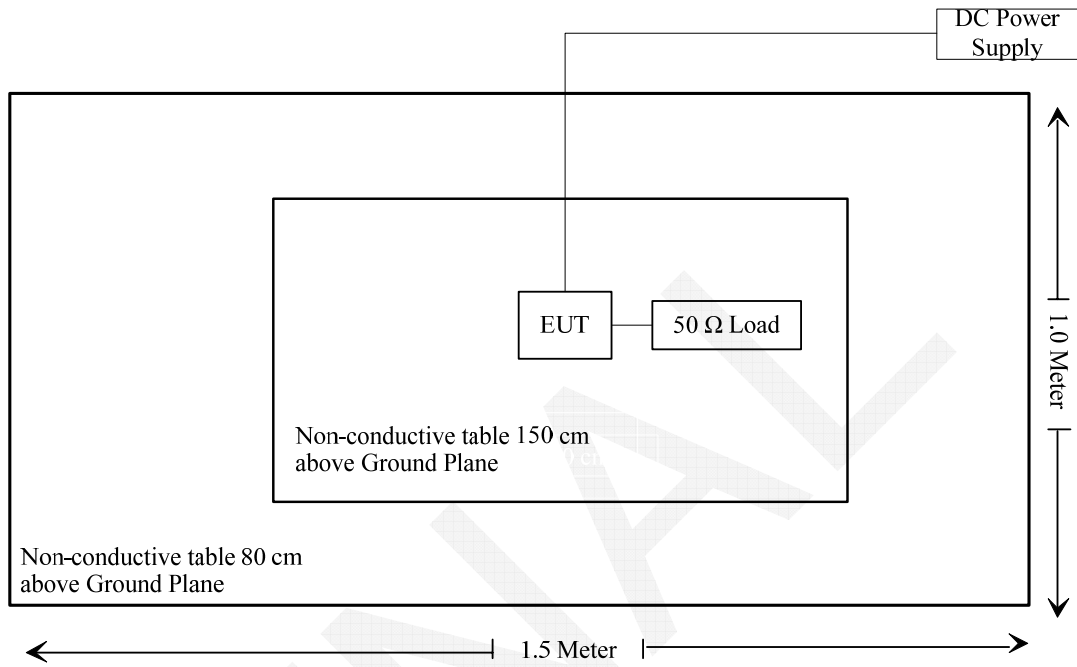 DC Power
Supply
EUT
50 Ω Load
1.0 Meter
Non-conductive table 150 cm
above Ground Plane
Non-conductive table 80 cm
above Ground Plane
1.5 Meter